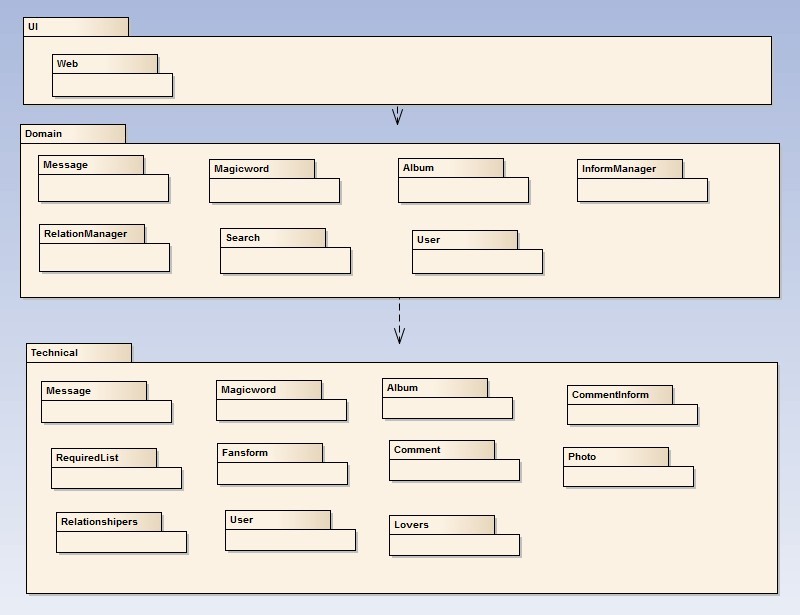 UI
Web
Domain
Message
Magicword
Album
InformManager
RelationManager
Search
User
Technical
Message
Magicword
Album
CommentInform
RequiredList
Fansform
Comment
Photo
Relationshipers
User
Lovers